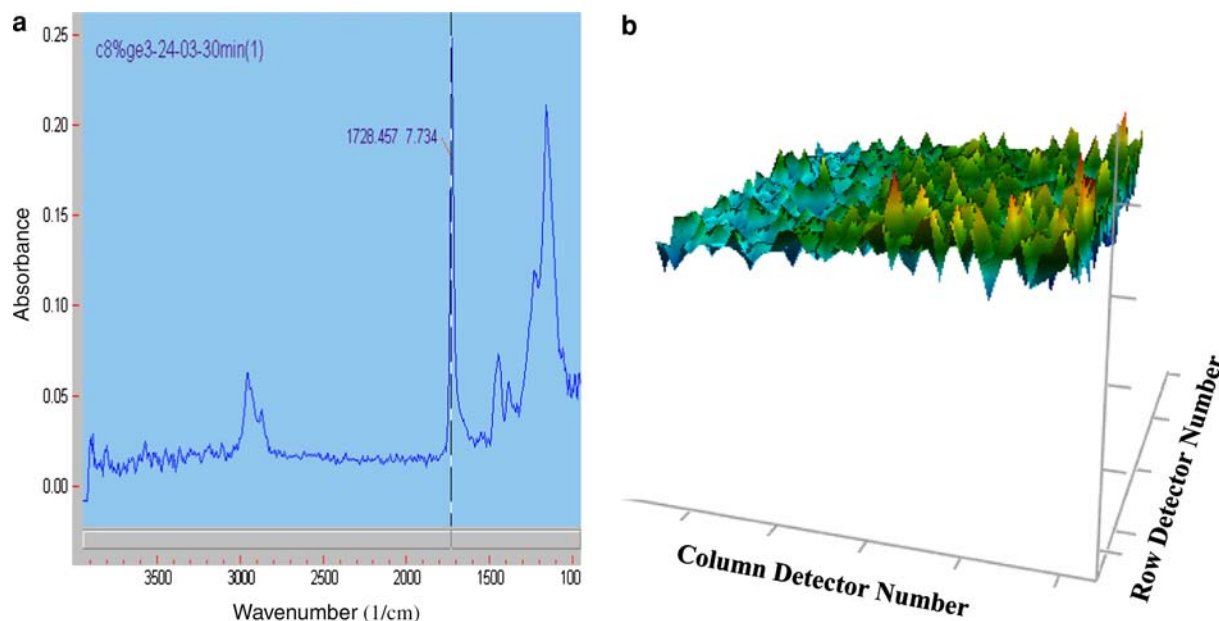 a
0.25
c8%ge3-24-03-30min(1)
0.20
1728.457 7.734
0.15
Absorbance
0.10
0.05
0.00
3500 3000 2500 2000 1500 100
Wavenumber (1/cm)
b
Column Detector Number
Row Detector Number